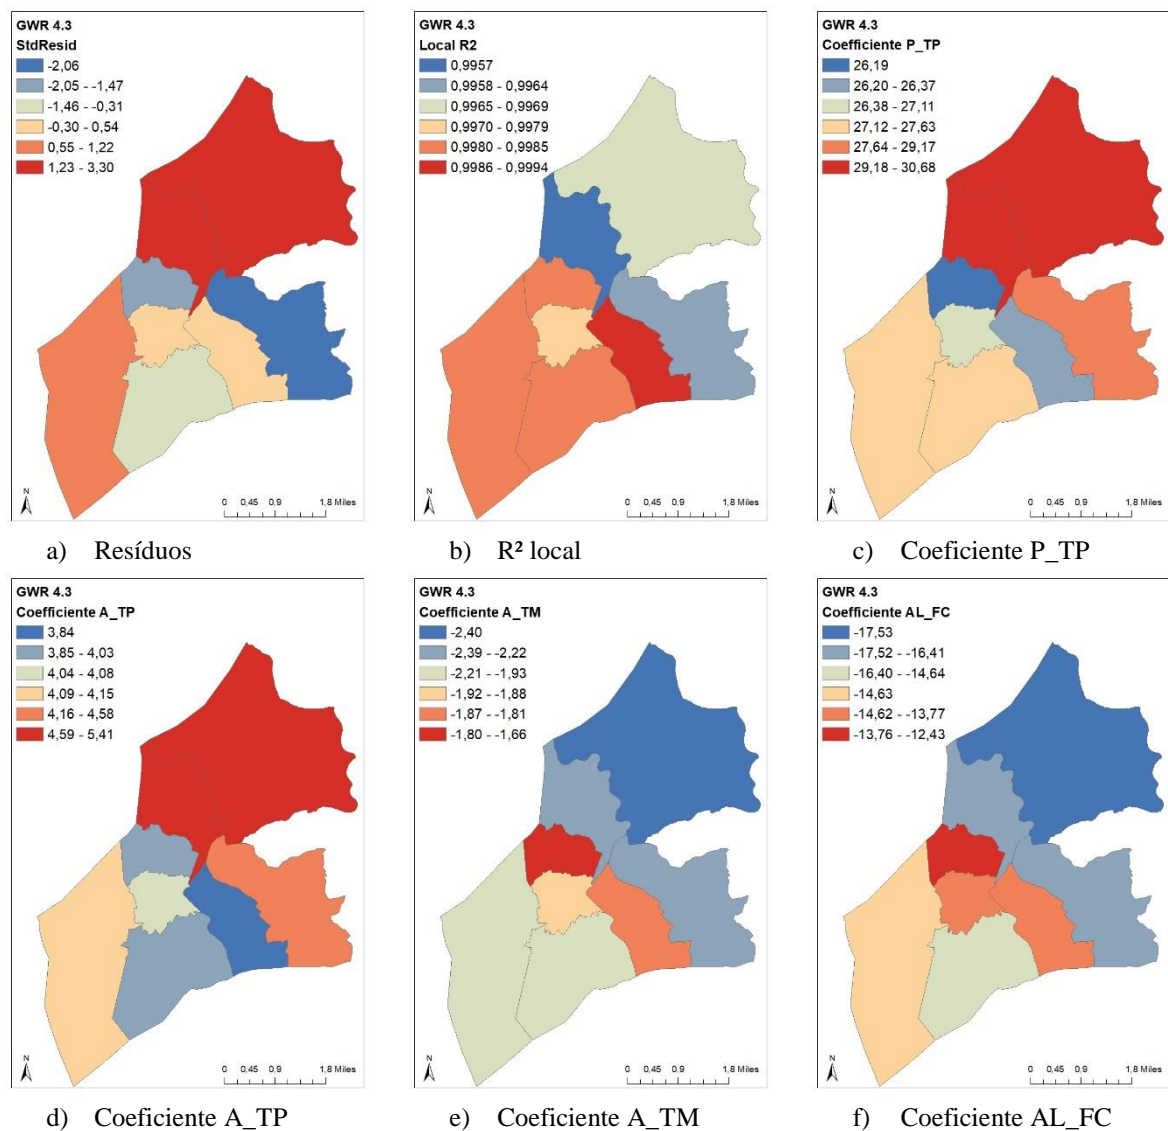 GWR 4.3
StdResid
-2,06
-2,05 - -1,47
-1,46 - -0,31
-0,30 - 0,54
0,55 - 1,22
1,23 - 3,30
N
0 0,45 0,9 1,8 Miles
GWR 4.3
Local R2
0,9957
0,9958 - 0,9964
0,9965 - 0,9969
0,9970 - 0,9979
0,9980 - 0,9985
0,9986 - 0,9994
N
0 0,45 0,9 1,8 Miles
GWR 4.3
Coefficiente P_TP
26,19
26,20 - 26,37
26,38 - 27,11
27,12 - 27,63
27,64 - 29,17
29,18 - 30,68
N
0 0,45 0,9 1,8 Miles
a) Resíduos
b) R² local
c) Coeficiente P_TP
GWR 4.3
Coefficiente A_TP
3,84
3,85 - 4,03
4,04 - 4,08
4,09 - 4,15
4,16 - 4,58
4,59 - 5,41
N
0 0,45 0,9 1,8 Miles
GWR 4.3
Coefficiente A_TM
-2,40
-2,39 - -2,22
-2,21 - -1,93
-1,92 - -1,88
-1,87 - -1,81
-1,80 - -1,66
N
0 0,45 0,9 1,8 Miles
GWR 4.3
Coefficiente AL_FC
-17,53
-17,52 - -16,41
-16,40 - -14,64
-14,63
-14,62 - -13,77
-13,76 - -12,43
N
0 0,45 0,9 1,8 Miles
d) Coeficiente A_TP
e) Coeficiente A_TM
f) Coeficiente AL_FC